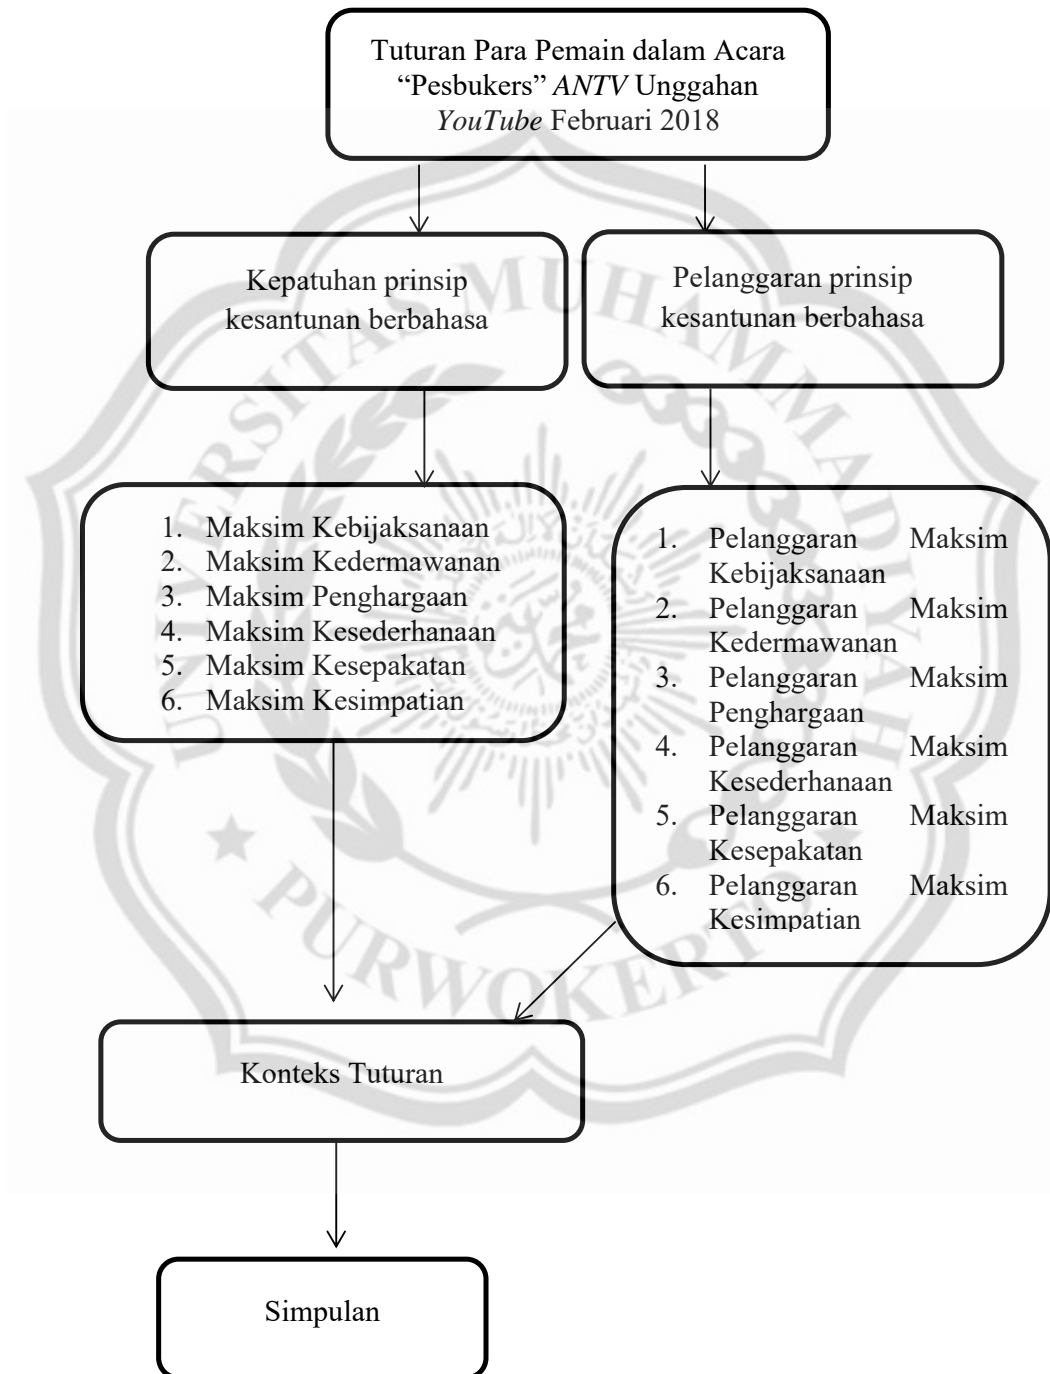 Tuturan Para Pemain dalam Acara
“Pesbukers” ANTV Unggahan
YouTube Februari 2018
Kepatuhan prinsip
kesantunan berbahasa
Pelanggaran prinsip
kesantunan berbahasa
1. Maksim Kebijaksanaan
2. Maksim Kedermawanan
3. Maksim Penghargaan
4. Maksim Kesederhanaan
5. Maksim Kesepakatan
6. Maksim Kesimpatian
1. Pelanggaran Maksim
Kebijaksanaan
2. Pelanggaran Maksim
Kedermawanan
3. Pelanggaran Maksim
Penghargaan
4. Pelanggaran Maksim
Kesederhanaan
5. Pelanggaran Maksim
Kesepakatan
6. Pelanggaran Maksim
Kesimpatian
Konteks Tuturan
Simpulan
UNIVERSITAS MUHAMMADIYAH
PURWOKERTO